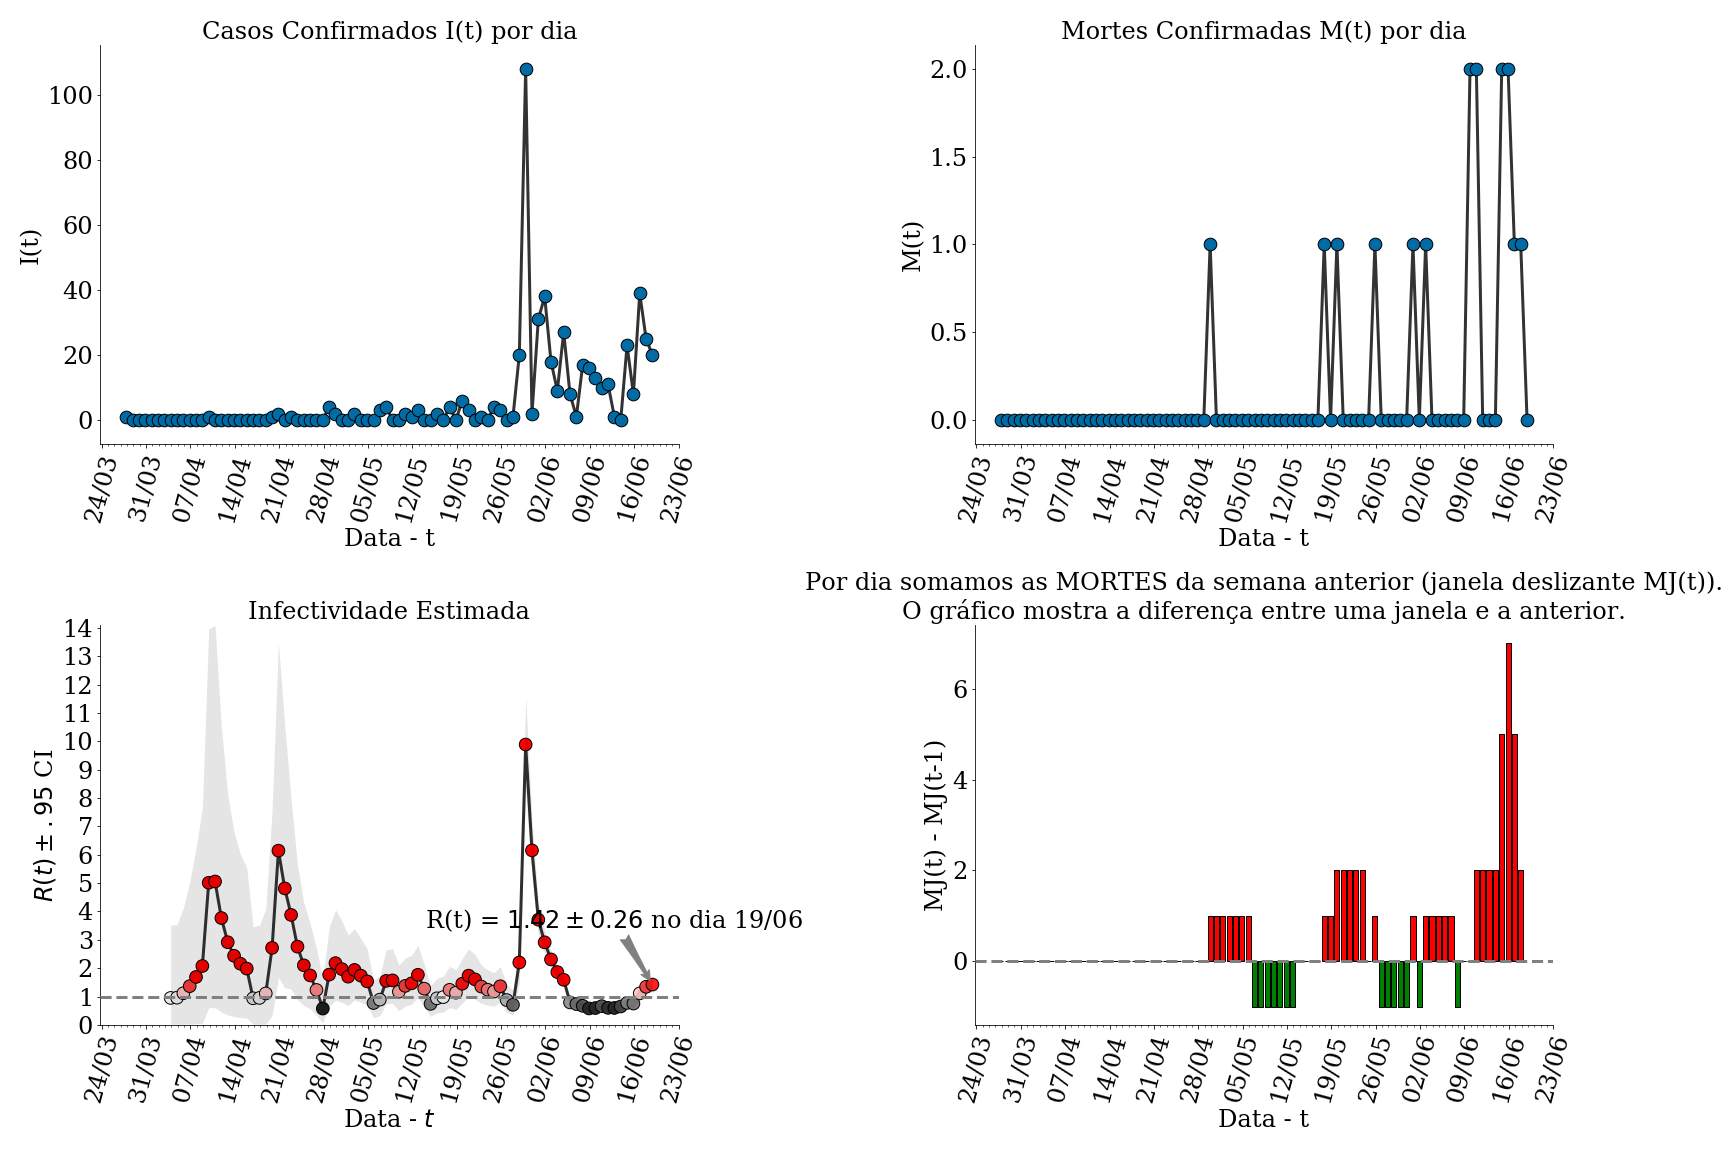 Casos Confirmados I(t) por dia
I(t)
100
80
60
40
20
0
24/03 31/03 07/04 14/04 21/04 28/04 05/05 12/05 19/05 26/05 02/06 09/06 16/06 23/06
Data - t
Mortes Confirmadas M(t) por dia
M(t)
2.0
1.5
1.0
0.5
0.0
24/03 31/03 07/04 14/04 21/04 28/04 05/05 12/05 19/05 26/05 02/06 09/06 16/06 23/06
Data - t
Infectividade Estimada
R(t) ± .95 CI
14
13
12
11
10
9
8
7
6
5
4
3
2
1
0
R(t) = 1.42 ± 0.26 no dia 19/06
24/03 31/03 07/04 14/04 21/04 28/04 05/05 12/05 19/05 26/05 02/06 09/06 16/06 23/06
Data - t
Por dia somamos as MORTES da semana anterior (janela deslizante MJ(t)).
O gráfico mostra a diferença entre uma janela e a anterior.
MJ(t) - MJ(t-1)
6
4
2
0
24/03 31/03 07/04 14/04 21/04 28/04 05/05 12/05 19/05 26/05 02/06 09/06 16/06 23/06
Data - t